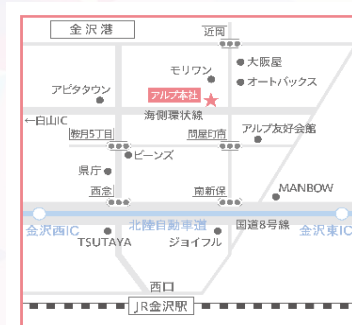 金沢港
近岡
大阪屋
モリワン
オートバックス
アピタタウン
アルプ本社
海側環状線
←白山IC
鞍月5丁目
問屋町南
アルプ友好会館
ビーンズ
県庁
西念
南新保
MANBOW
金沢西IC
北陸自動車道
国道8号線
金沢東IC
TSUTAYA
ジョイフル
西口
JR金沢駅